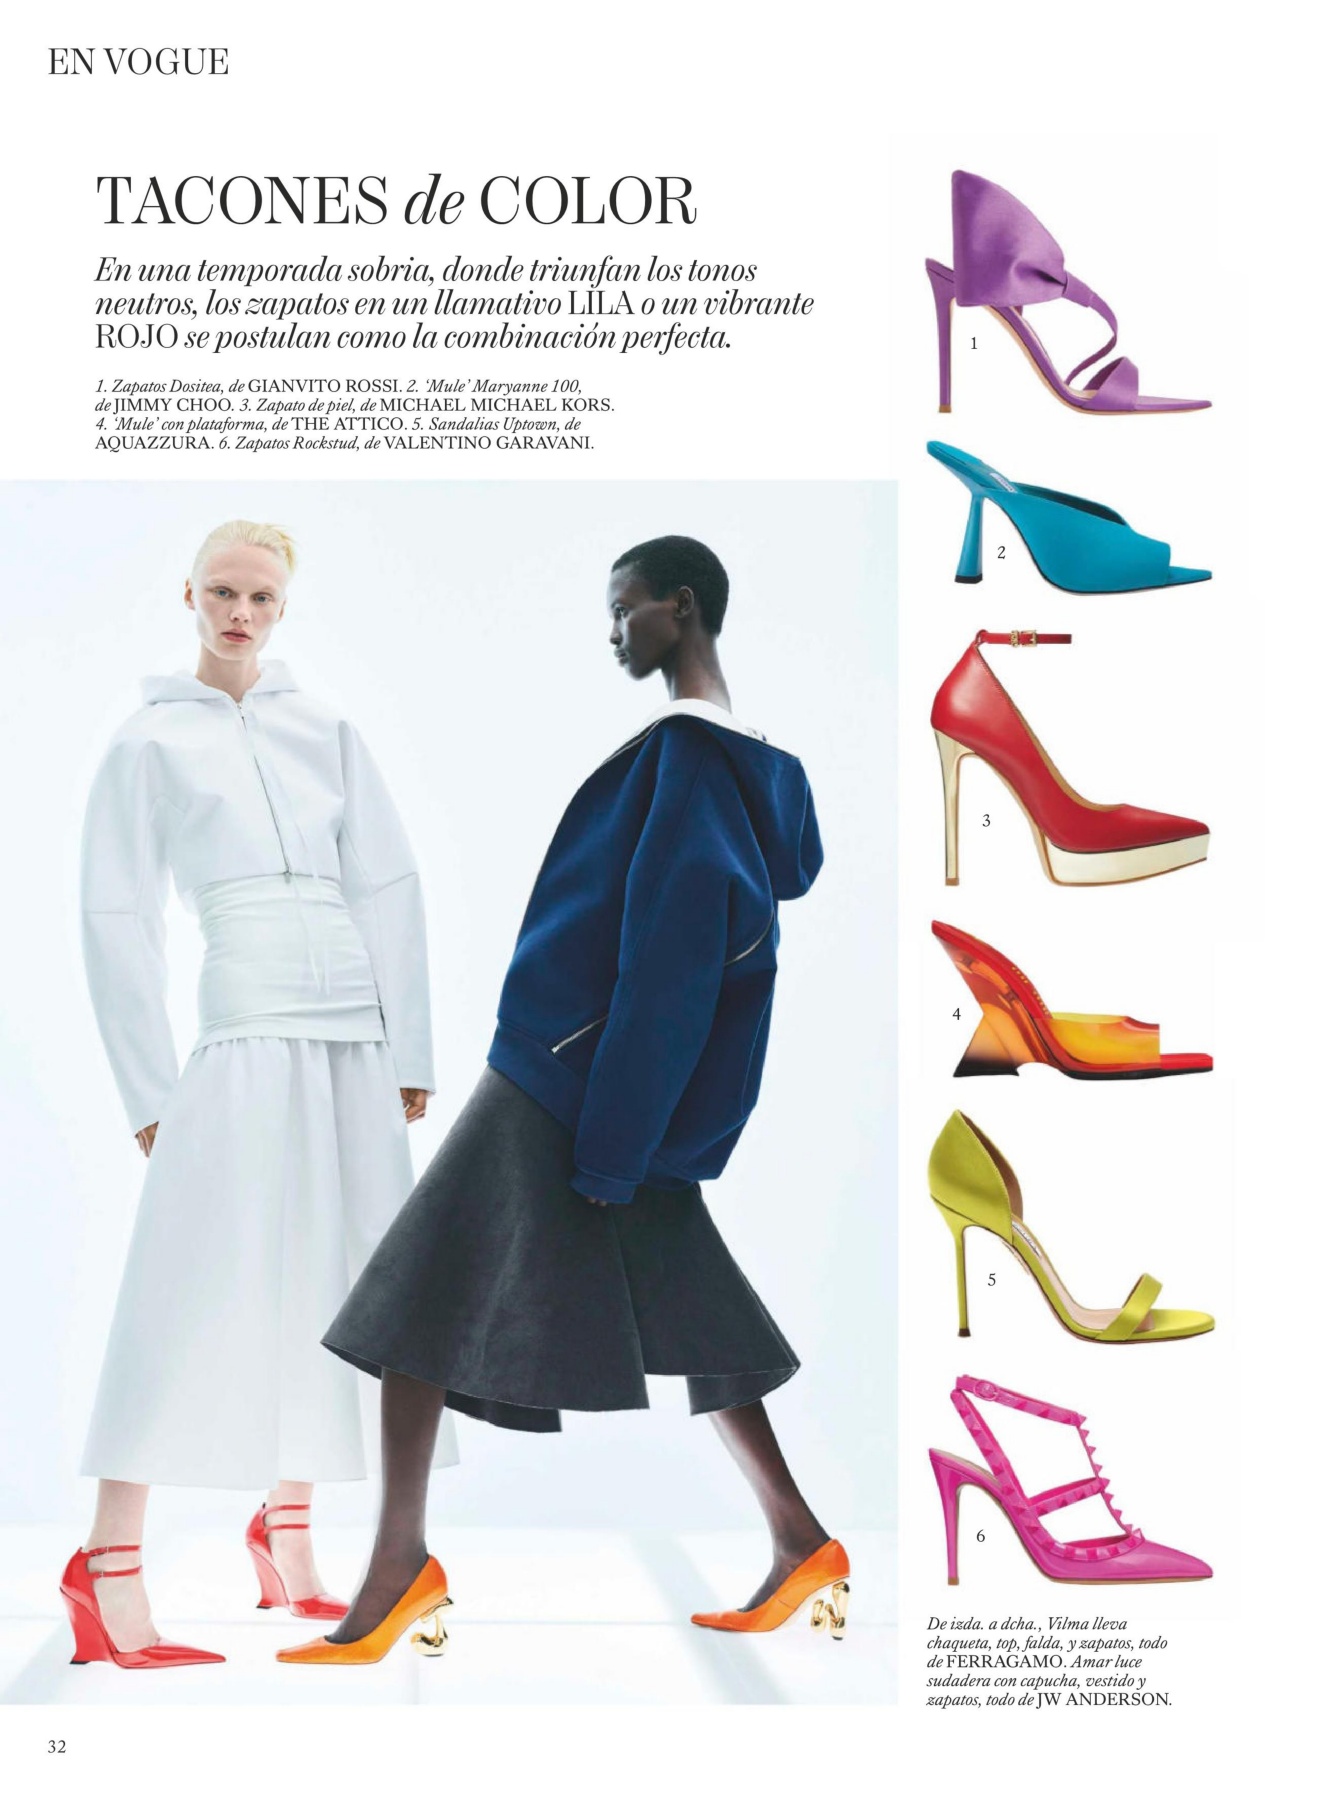 EN VOGUE
TACONES de COLOR
En una temporada sobria, donde triunfan los tonos
neutros, los zapatos en un llamativo LILA o un vibrante
ROJO se postulan como la combinación perfecta.
1. Zapatos Dositea, de GIANVITO ROSSI. 2. ‘Mule’ Maryanne 100,
de JIMMY CHOO. 3. Zapato de piel, de MICHAEL MICHAEL KORS.
4. ‘Mule’ con plataforma, de THE ATTICO. 5. Sandalias Uptown, de
AQUAZZURA. 6. Zapatos Rockstud, de VALENTINO GARAVANI.
1
2
3
4
5
6
De izda. a dcha., Vilma lleva
chaqueta, top, falda, y zapatos, todo
de FERRAGAMO. Amar luce
sudadera con capucha, vestido y
zapatos, todo de JW ANDERSON.
32